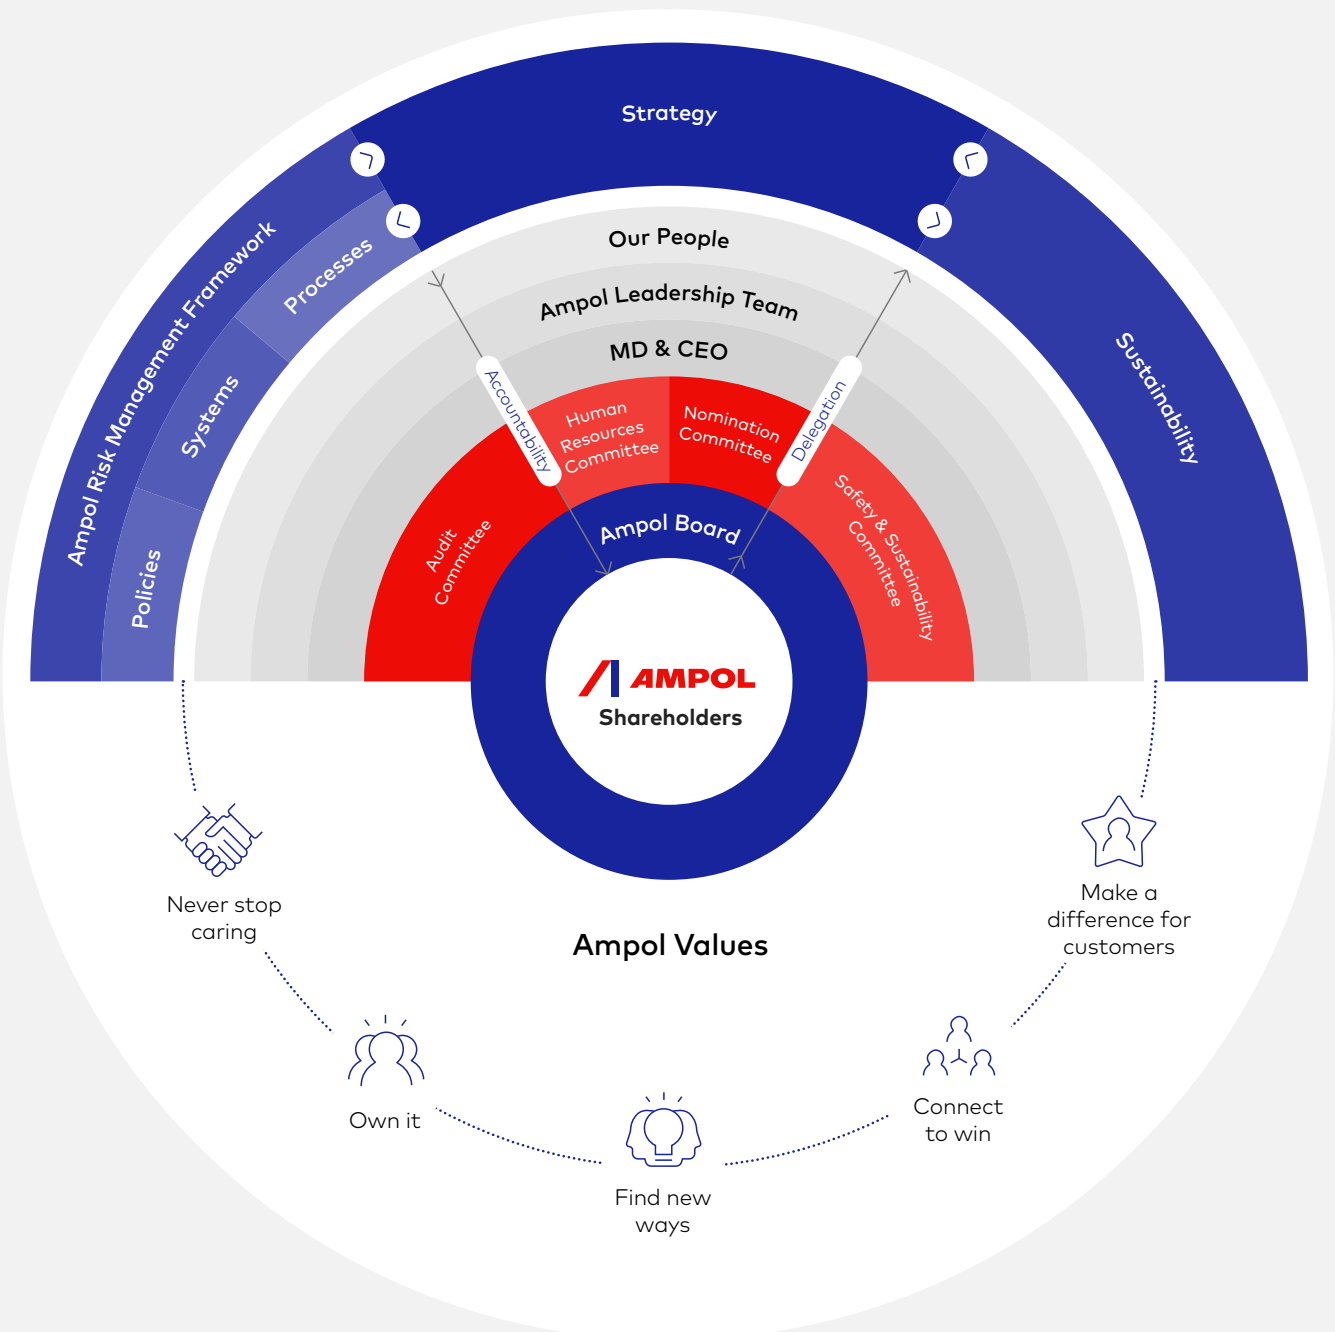 Strategy
Ampol Risk Management Framework
Processes
Systems
Policies
Sustainability
Our People
Ampol Leadership Team
MD & CEO
Accountability
Delegation
Human
Resources
Committee
Nomination
Committee
Audit
Committee
Safety & Sustainability
Committee
Ampol Board
AMPOL
Shareholders
Never stop
caring
Ampol Values
Make a
difference for
customers
Own it
Connect
to win
Find new
ways